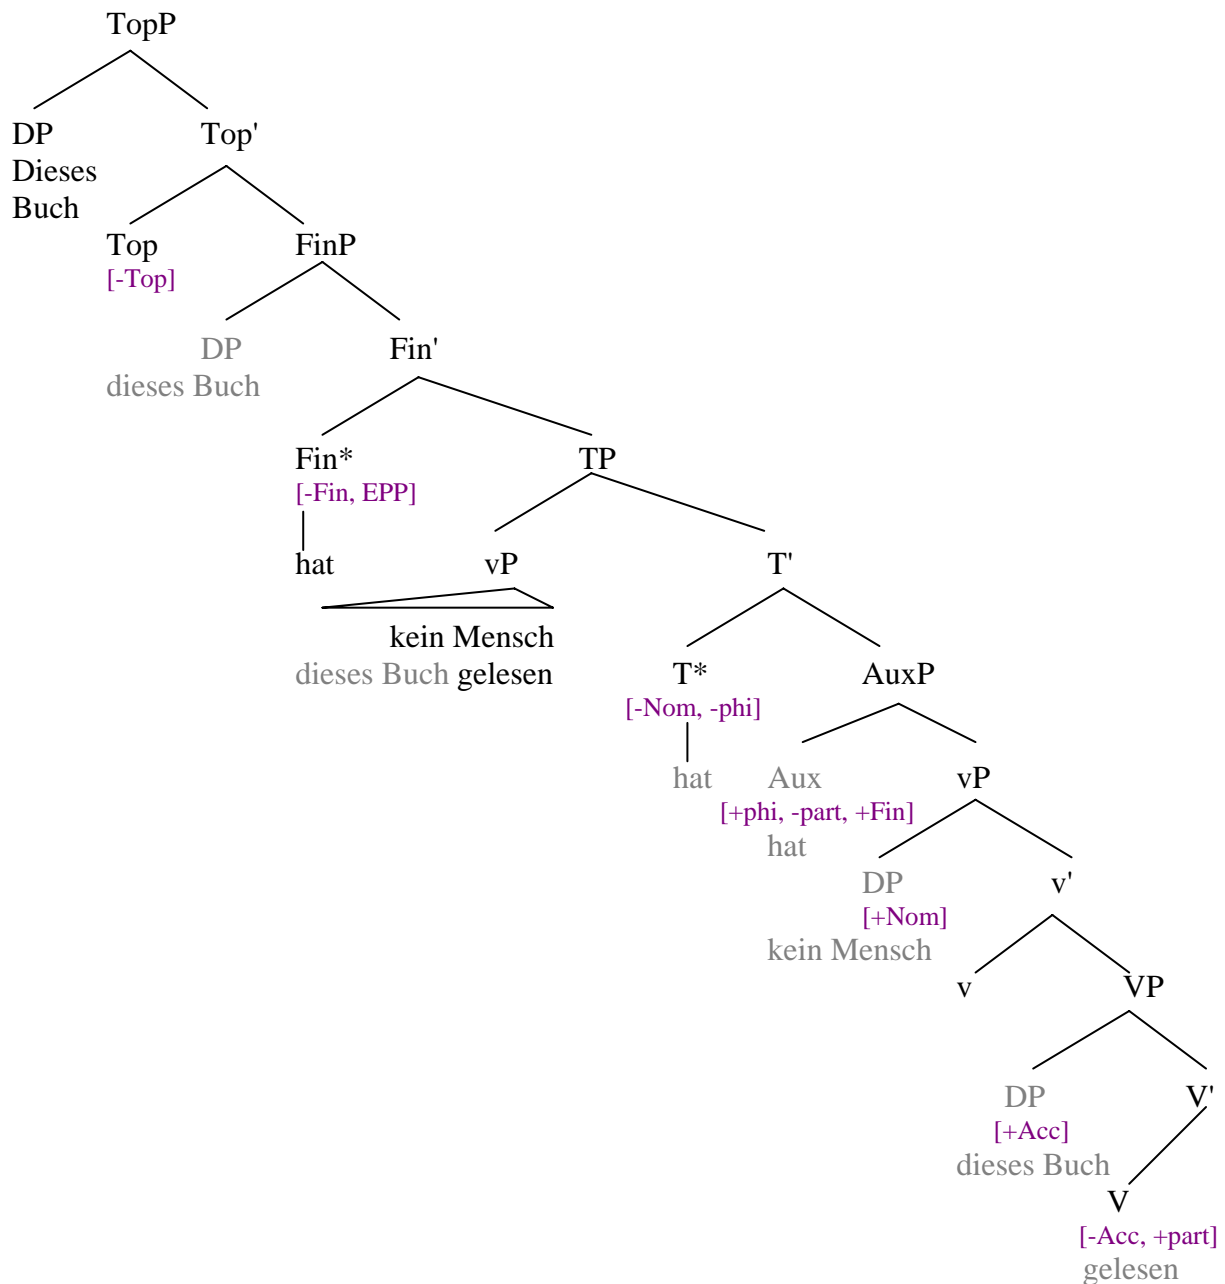 TopP
DP Top'
Dieses
Buch
Top FinP
[-Top]
DP Fin'
dieses Buch
Fin* TP
[-Fin, EPP]
hat vP T'
kein Mensch
dieses Buch gelesen
T* AuxP
[-Nom, -phi]
hat Aux vP
[+phi, -part, +Fin]
hat
DP v'
[+Nom]
kein Mensch
v VP
DP V'
[+Acc]
dieses Buch
V
[-Acc, +part]
gelesen